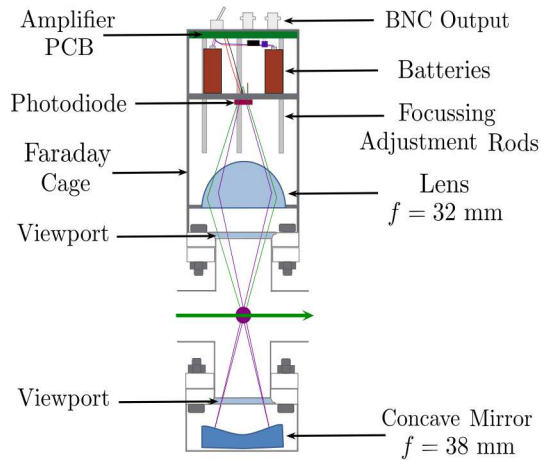 Amplifier
PCB
BNC Output
Batteries
Photodiode
Focussing
Adjustment Rods
Faraday
Cage
Lens
f = 32 mm
Viewport
Viewport
Concave Mirror
f = 38 mm